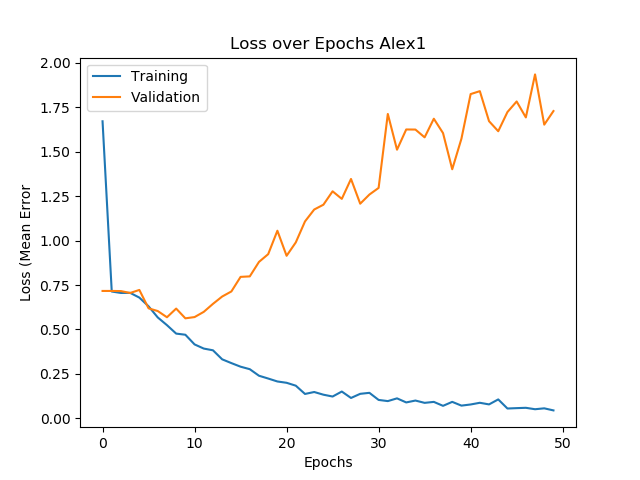 Loss over Epochs Alex1
Training
Validation
2.00
1.75
1.50
1.25
1.00
0.75
0.50
0.25
0.00
Loss (Mean Error
0 10 20 30 40 50
Epochs